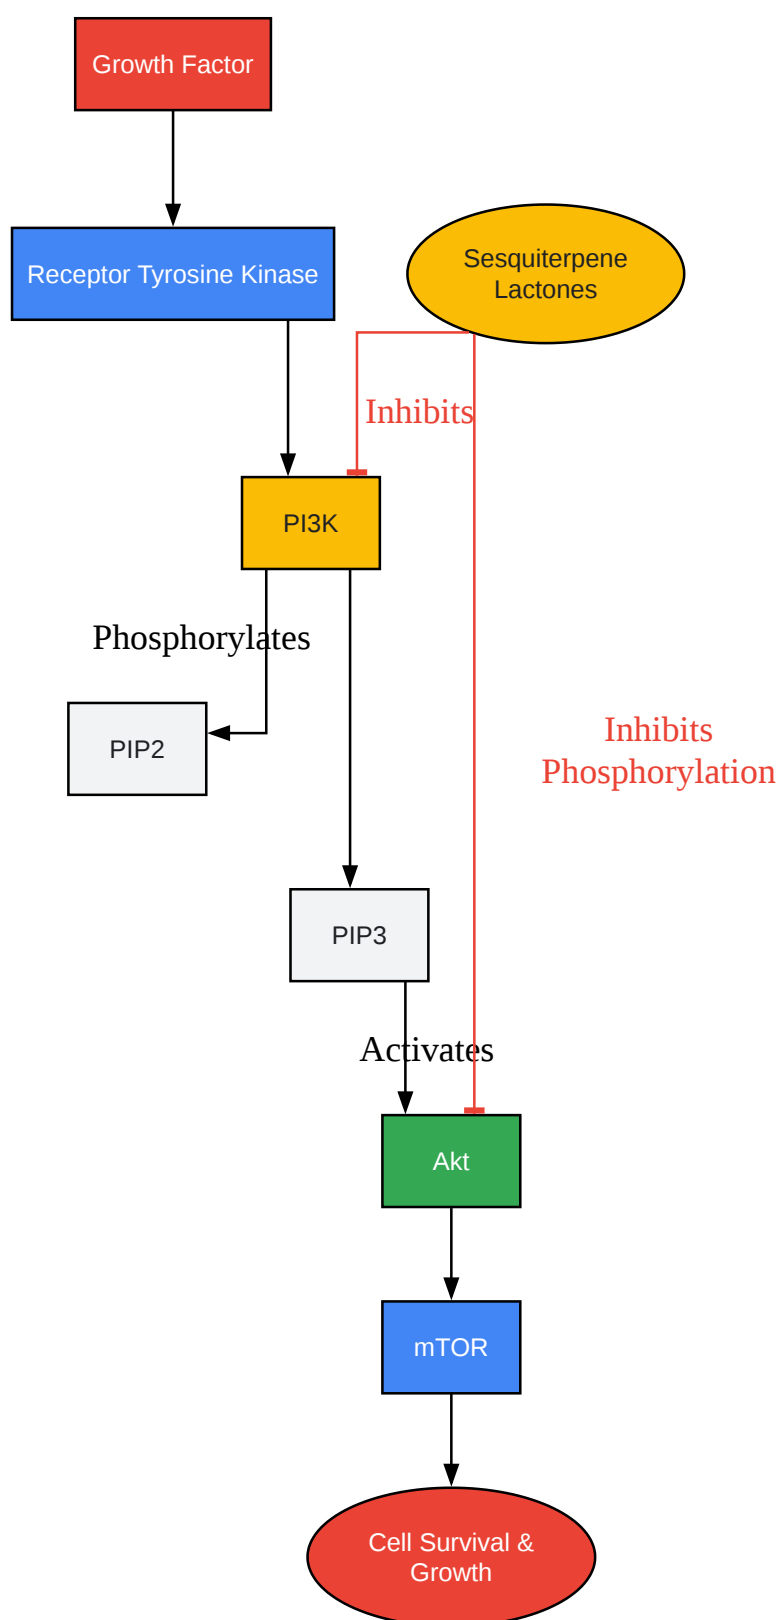 Growth Factor
Receptor Tyrosine Kinase
Sesquiterpene
Lactones
Inhibits
PI3K
Phosphorylates
PIP2
Inhibits
Phosphorylation
PIP3
Activates
Akt
mTOR
Cell Survival &
Growth